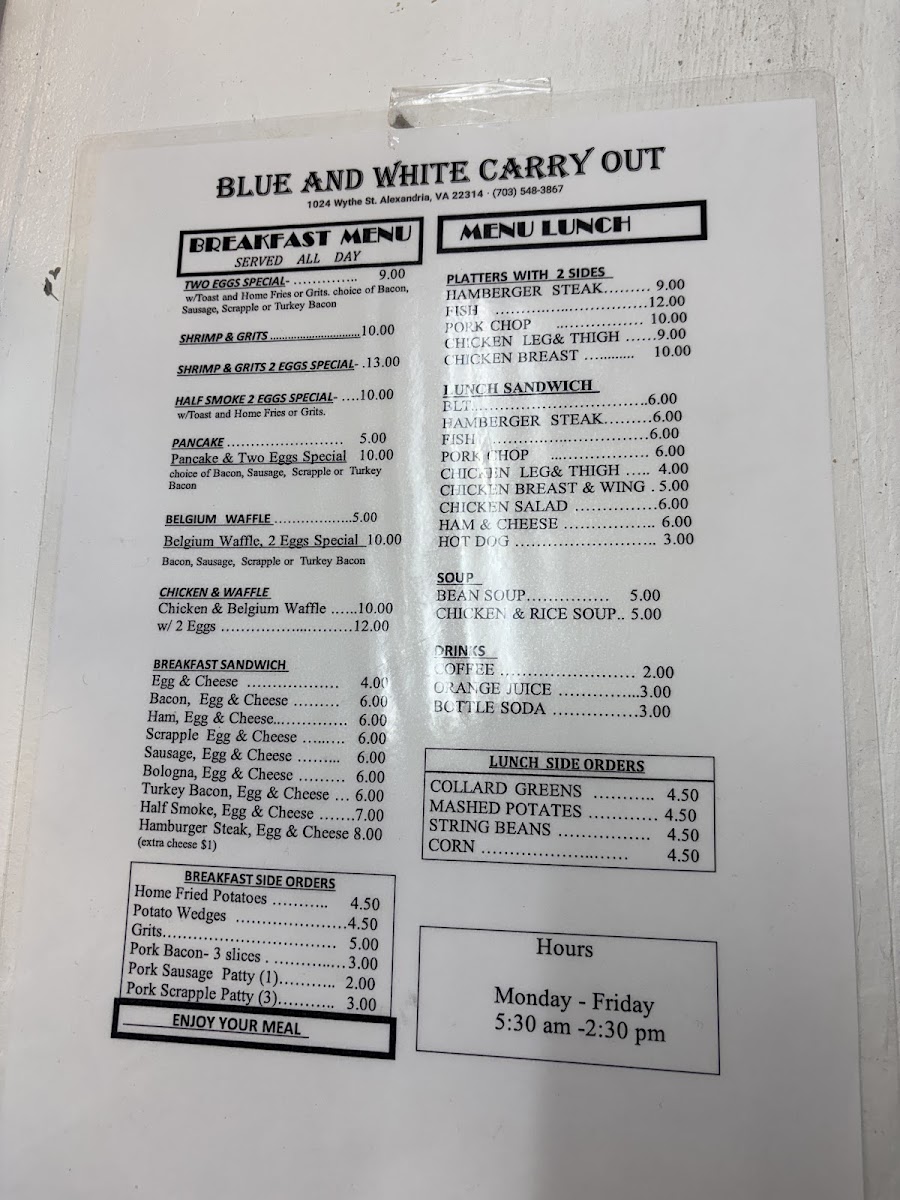 BLUE AND WHITE CARRY OUT
1024 Wythe St. Alexandria, VA 22314 · (703) 548-3867
BREAKFAST MENU
SERVED ALL DAY
TWO EGGS SPECIAL- .............. 9.00
w/Toast and Home Fries or Grits. choice of Bacon,
Sausage, Scrapple or Turkey Bacon
SHRIMP & GRITS ..............................10.00
SHRIMP & GRITS 2 EGGS SPECIAL- .13.00
HALF SMOKE 2 EGGS SPECIAL- ....10.00
w/Toast and Home Fries or Grits.
PANCAKE ....................... 5.00
Pancake & Two Eggs Special 10.00
choice of Bacon, Sausage, Scrapple or Turkey
Bacon
BELGIUM WAFFLE ...................5.00
Belgium Waffle, 2 Eggs Special 10.00
Bacon, Sausage, Scrapple or Turkey Bacon
CHICKEN & WAFFLE
Chicken & Belgium Waffle ......10.00
w/ 2 Eggs .............................12.00
BREAKFAST SANDWICH
Egg & Cheese .................. 4.00
Bacon, Egg & Cheese ......... 6.00
Ham, Egg & Cheese............... 6.00
Scrapple Egg & Cheese ........ 6.00
Sausage, Egg & Cheese ......... 6.00
Bologna, Egg & Cheese ......... 6.00
Turkey Bacon, Egg & Cheese ... 6.00
Half Smoke, Egg & Cheese .......7.00
Hamburger Steak, Egg & Cheese 8.00
(extra cheese $1)
BREAKFAST SIDE ORDERS
Home Fried Potatoes ........... 4.50
Potato Wedges ......................4.50
Grits................................... 5.00
Pork Bacon- 3 slices . ...............3.00
Pork Sausage Patty (1)........... 2.00
Pork Scrapple Patty (3)........... 3.00
ENJOY YOUR MEAL
MENU LUNCH
PLATTERS WITH 2 SIDES
HAMBERGER STEAK......... 9.00
FISH ..............................12.00
PORK CHOP ................. 10.00
CHICKEN LEG& THIGH ......9.00
CHICKEN BREAST ........... 10.00
LUNCH SANDWICH
BLT...................................6.00
HAMBERGER STEAK.........6.00
FISH ...............................6.00
PORK CHOP ................... 6.00
CHICKEN LEG& THIGH ..... 4.00
CHICKEN BREAST & WING . 5.00
CHICKEN SALAD ................6.00
HAM & CHEESE .................. 6.00
HOT DOG ............................ 3.00
SOUP
BEAN SOUP............... 5.00
CHICKEN & RICE SOUP.. 5.00
DRINKS
COFFEE ........................... 2.00
ORANGE JUICE ................3.00
BOTTLE SODA .................3.00
LUNCH SIDE ORDERS
COLLARD GREENS .......... 4.50
MASHED POTATES ............ 4.50
STRING BEANS ................ 4.50
CORN ............................. 4.50
Hours
Monday - Friday
5:30 am -2:30 pm